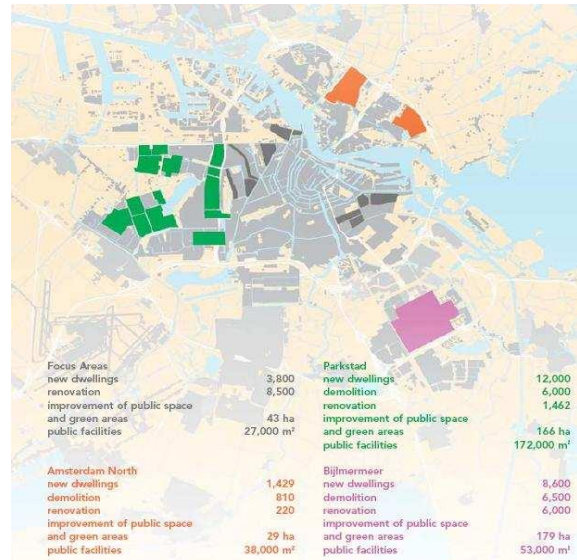 Focus Areas
new dwellings 3,800
renovation 8,500
improvement of public space
and green areas 43 ha
public facilities 27,000 m²
Parkstad
new dwellings 12,000
demolition 6,000
renovation 1,462
improvement of public space
and green areas 166 ha
public facilities 172,000 m²
Amsterdam North
new dwellings 1,429
demolition 810
renovation 220
improvement of public space
and green areas 29 ha
public facilities 38,000 m²
Bijlmermeer
new dwellings 8,600
demolition 6,500
renovation 6,000
improvement of public space
and green areas 179 ha
public facilities 53,000 m²